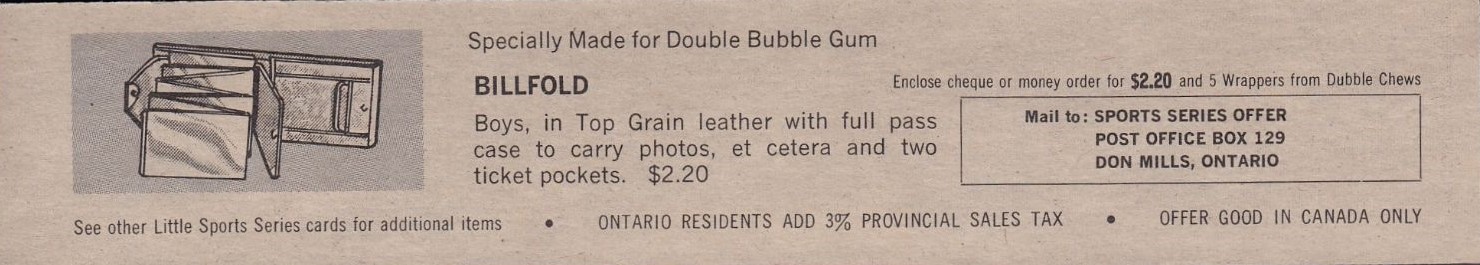 Specially Made for Double Bubble Gum
BILLFOLD
Boys, in Top Grain leather with full pass
case to carry photos, et cetera and two
ticket pockets. $2.20
Enclose cheque or money order for $2.20 and 5 Wrappers from Dubble Chews
Mail to: SPORTS SERIES OFFER
POST OFFICE BOX 129
DON MILLS, ONTARIO
See other Little Sports Series cards for additional items • ONTARIO RESIDENTS ADD 3% PROVINCIAL SALES TAX • OFFER GOOD IN CANADA ONLY